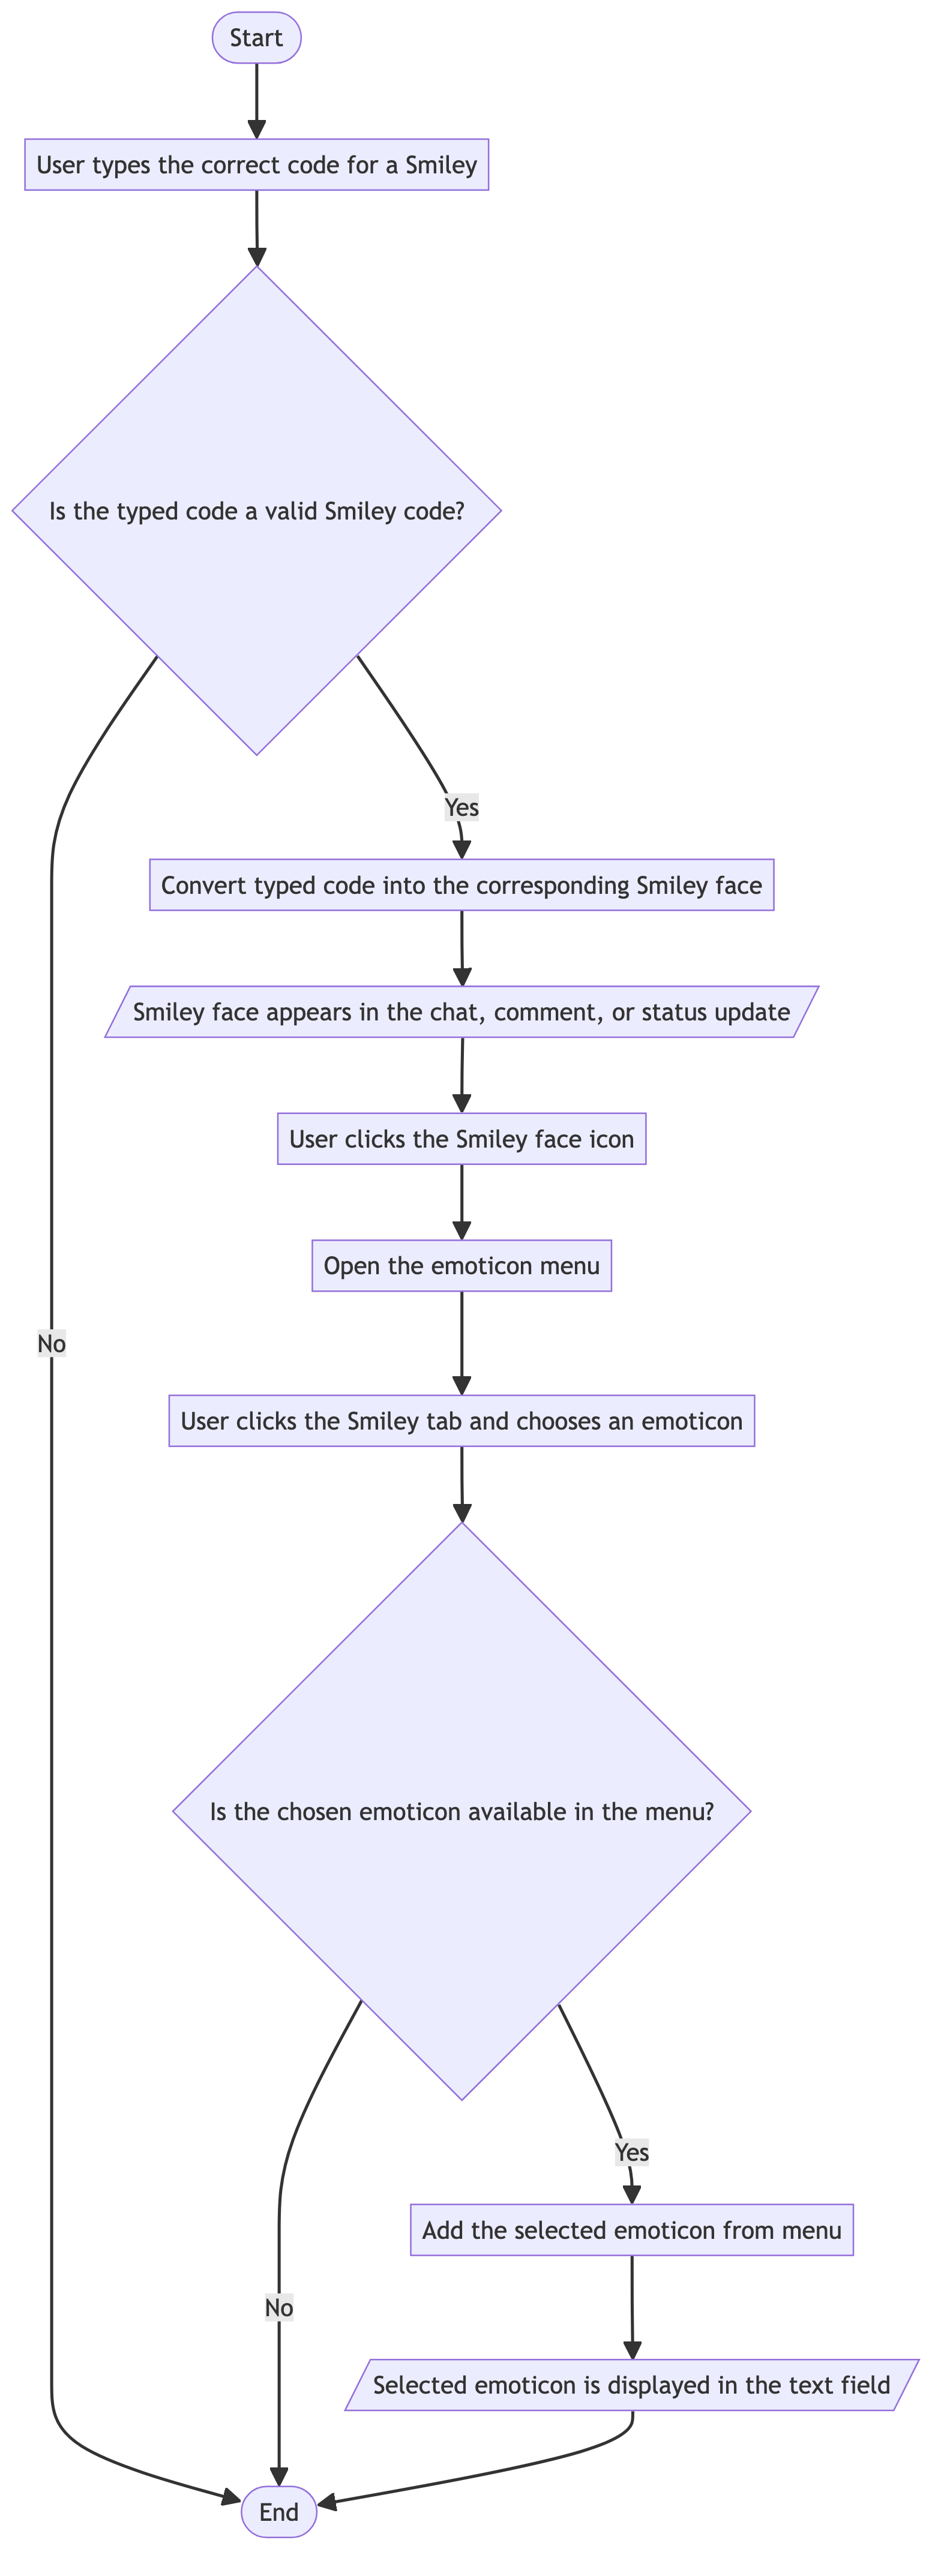 Start
User types the correct code for a Smiley
Is the typed code a valid Smiley code?
Yes
Convert typed code into the corresponding Smiley face
Smiley face appears in the chat, comment, or status update
User clicks the Smiley face icon
Open the emoticon menu
No
User clicks the Smiley tab and chooses an emoticon
Is the chosen emoticon available in the menu?
Yes
Add the selected emoticon from menu
No
Selected emoticon is displayed in the text field
End